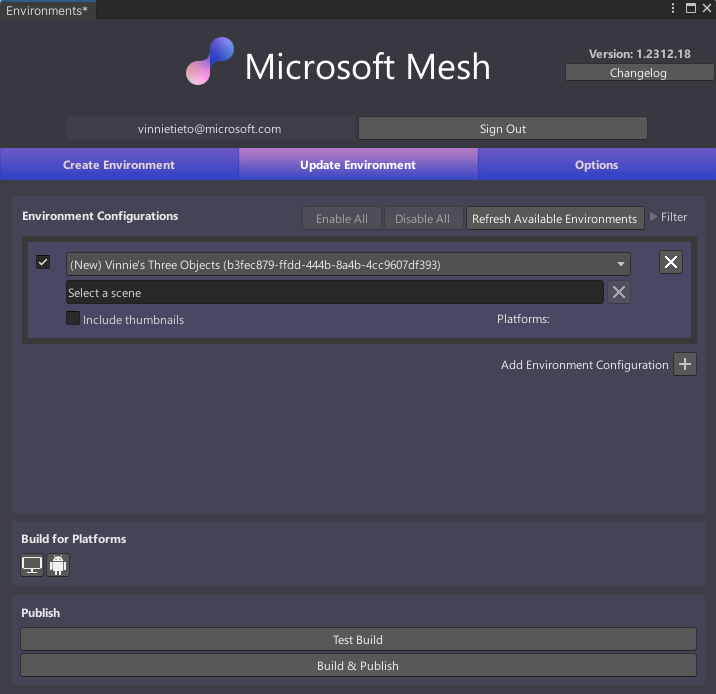 Environments*
Microsoft Mesh
Version: 1.2312.18
Changelog
vinnietieto@microsoft.com
Sign Out
Create Environment
Update Environment
Options
Environment Configurations
Enable All
Disable All
Refresh Available Environments
Filter
(New) Vinnie's Three Objects (b3fec879-ffdd-444b-8a4b-4cc9607df393)
Select a scene
Include thumbnails
Platforms:
Add Environment Configuration
Build for Platforms
Publish
Test Build
Build & Publish